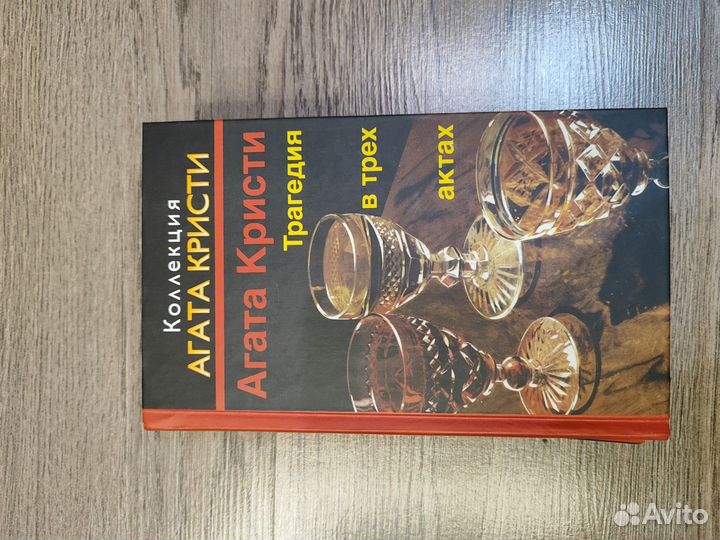 Коллекция
АГАТА КРИСТИ
Агата Кристи
Трагедия
в трех
актах
Avito